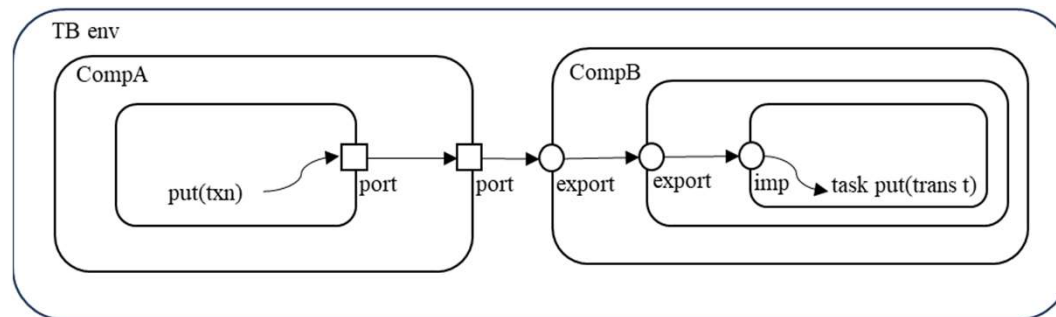 TB env
CompA
CompB
put(txn)
port
port
export
export
imp
task put(trans t)